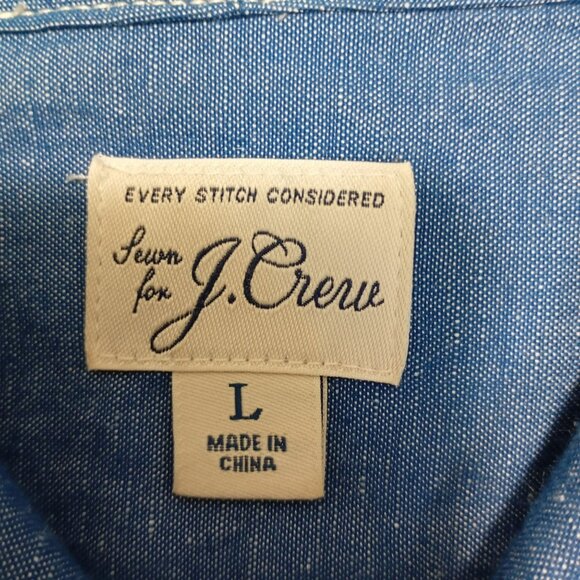 EVERY STITCH CONSIDERED
Sewn for J.Crew
L
MADE IN
CHINA